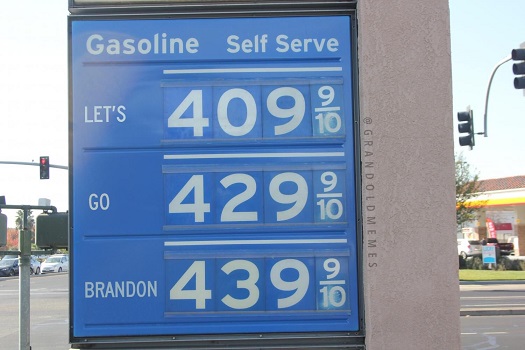 Gasoline Self Serve
LET'S 409 9/10
GO 429 9/10
BRANDON 439 9/10
@GRANDOLDMEMES